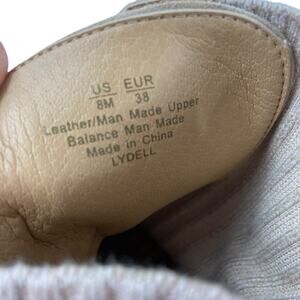 US EUR
8M 38
Leather/Man Made Upper
Balance Man Made
Made in China
LYDELL